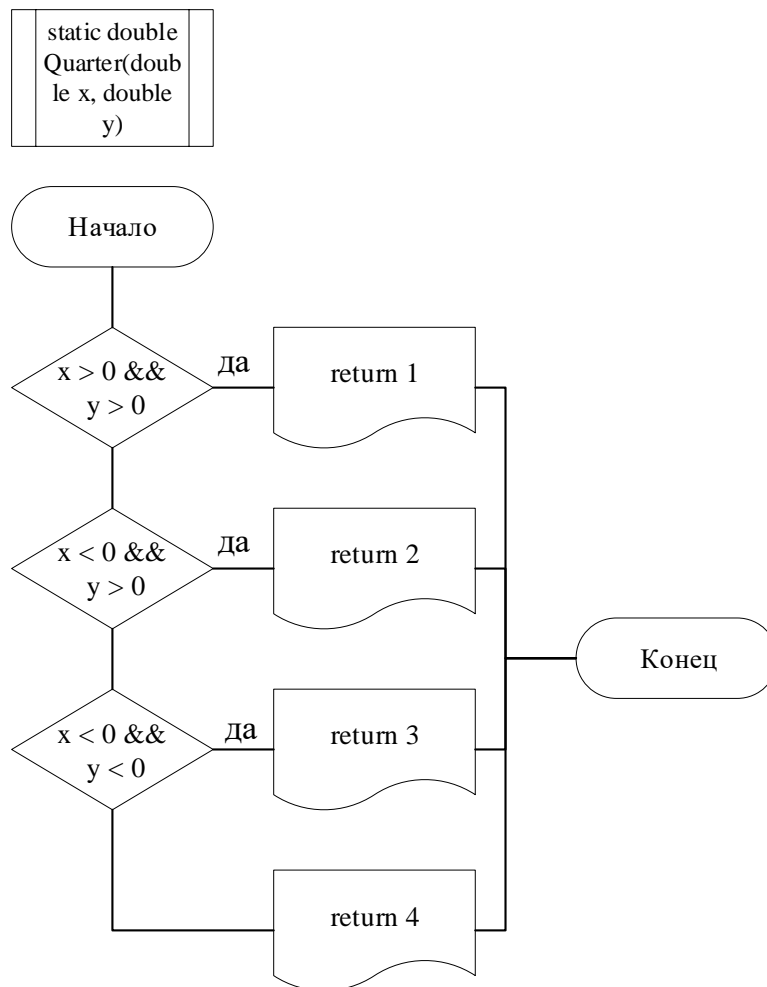 static double
Quarter(doub
le x, double
y)
Начало
x > 0 &&
y > 0
да
return 1
x < 0 &&
y > 0
да
return 2
Конец
x < 0 &&
y < 0
да
return 3
return 4